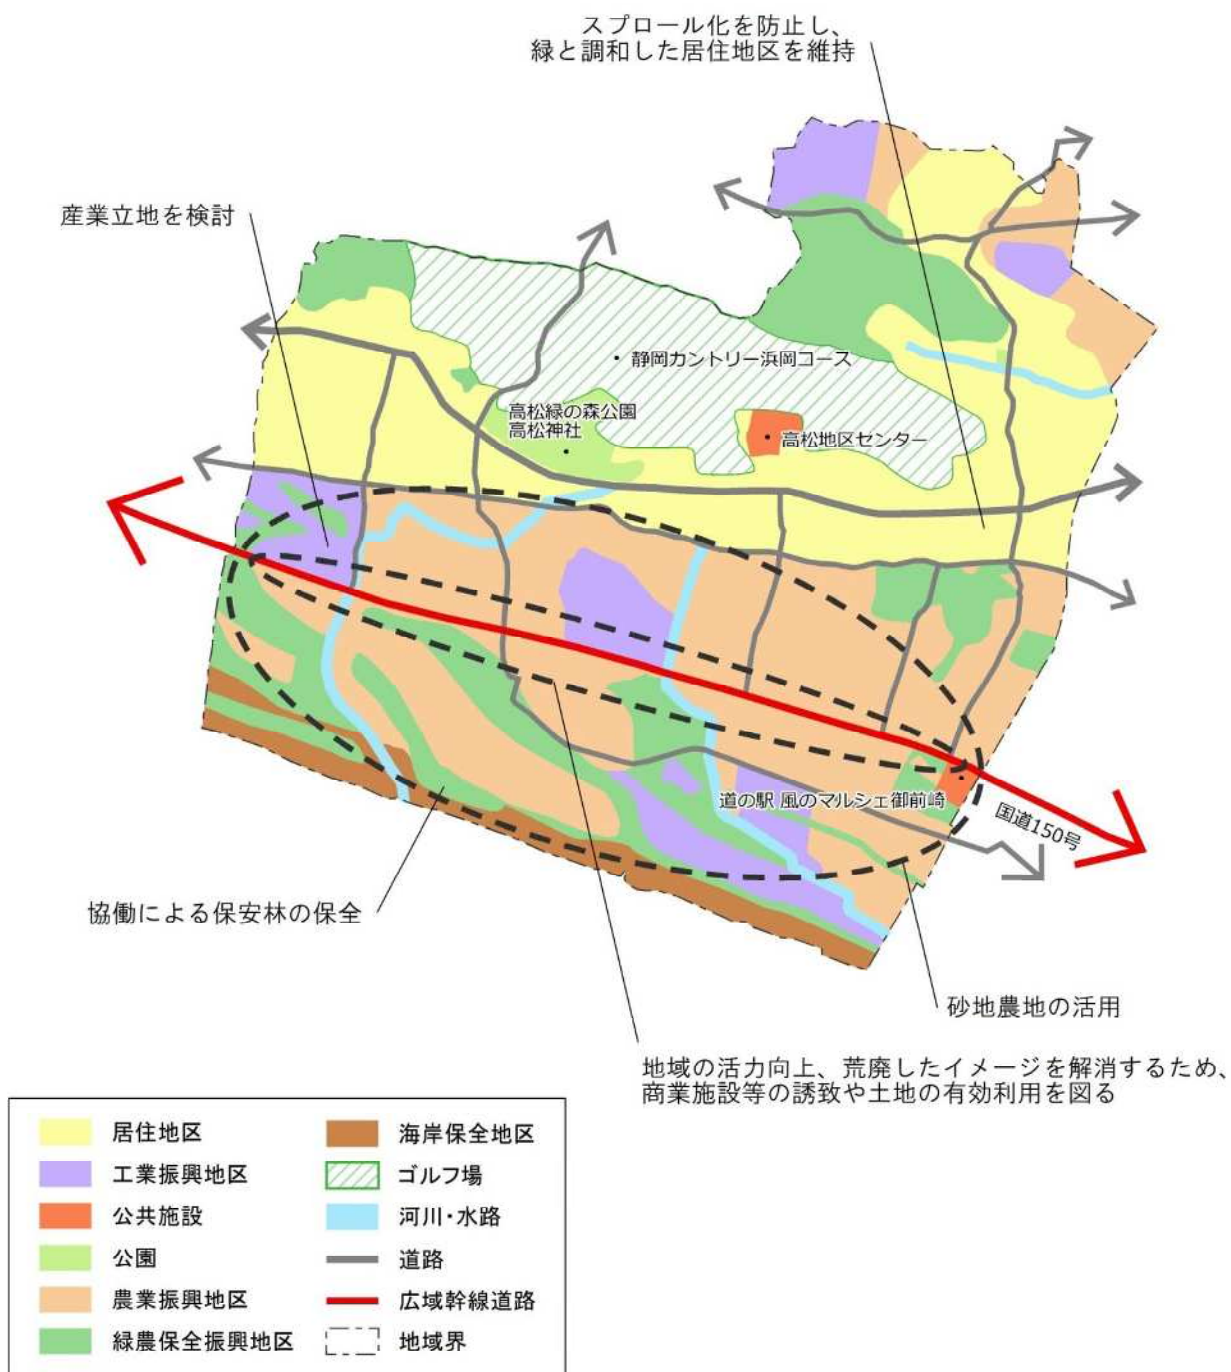 スプロール化を防止し、
緑と調和した居住地区を維持
産業立地を検討
静岡カントリー浜岡コース
高松緑の森公園
高松神社
高松地区センター
道の駅 風のマルシェ御前崎
国道150号
協働による保安林の保全
砂地農地の活用
地域の活力向上、荒廃したイメージを解消するため、
商業施設等の誘致や土地の有効利用を図る
居住地区
工業振興地区
公共施設
公園
農業振興地区
緑農保全振興地区
海岸保全地区
ゴルフ場
河川・水路
道路
広域幹線道路
地域界